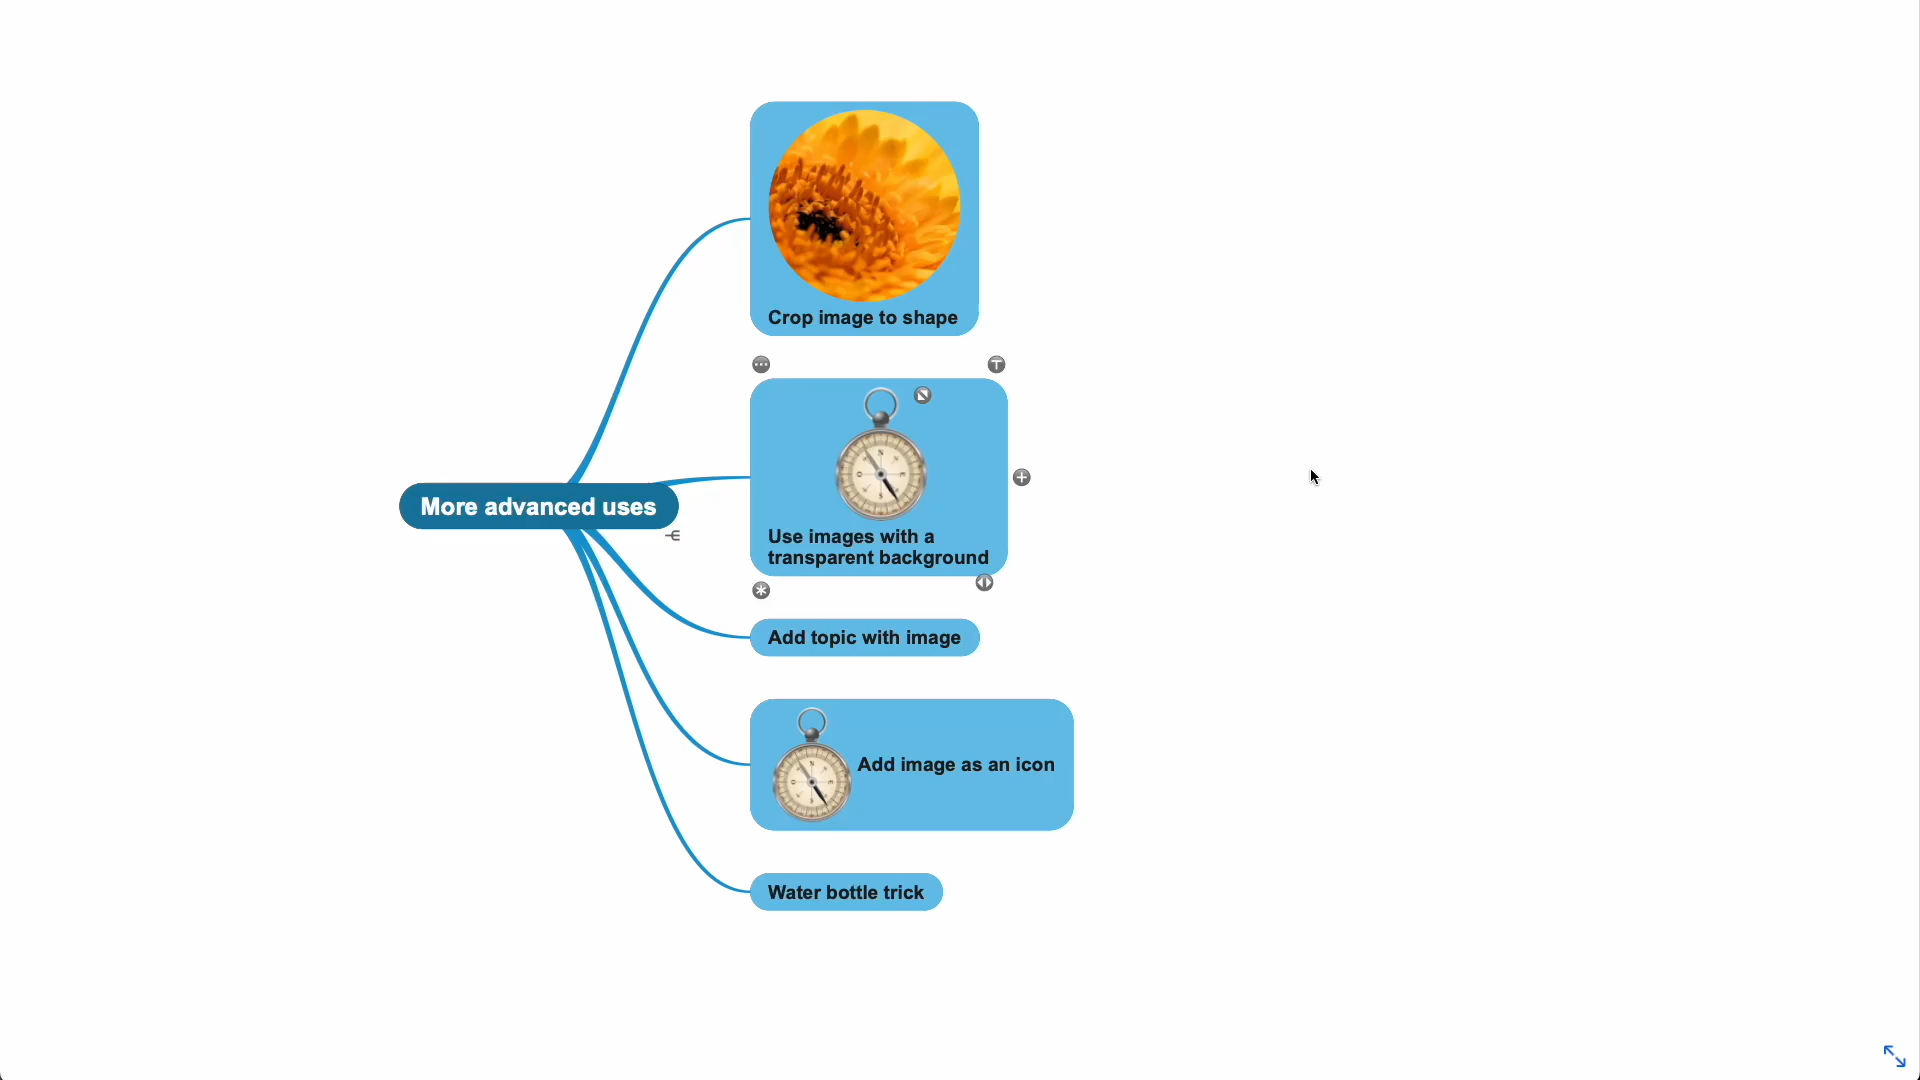 Crop image to shape
More advanced uses
Use images with a
transparent background
Add topic with image
Add image as an icon
Water bottle trick